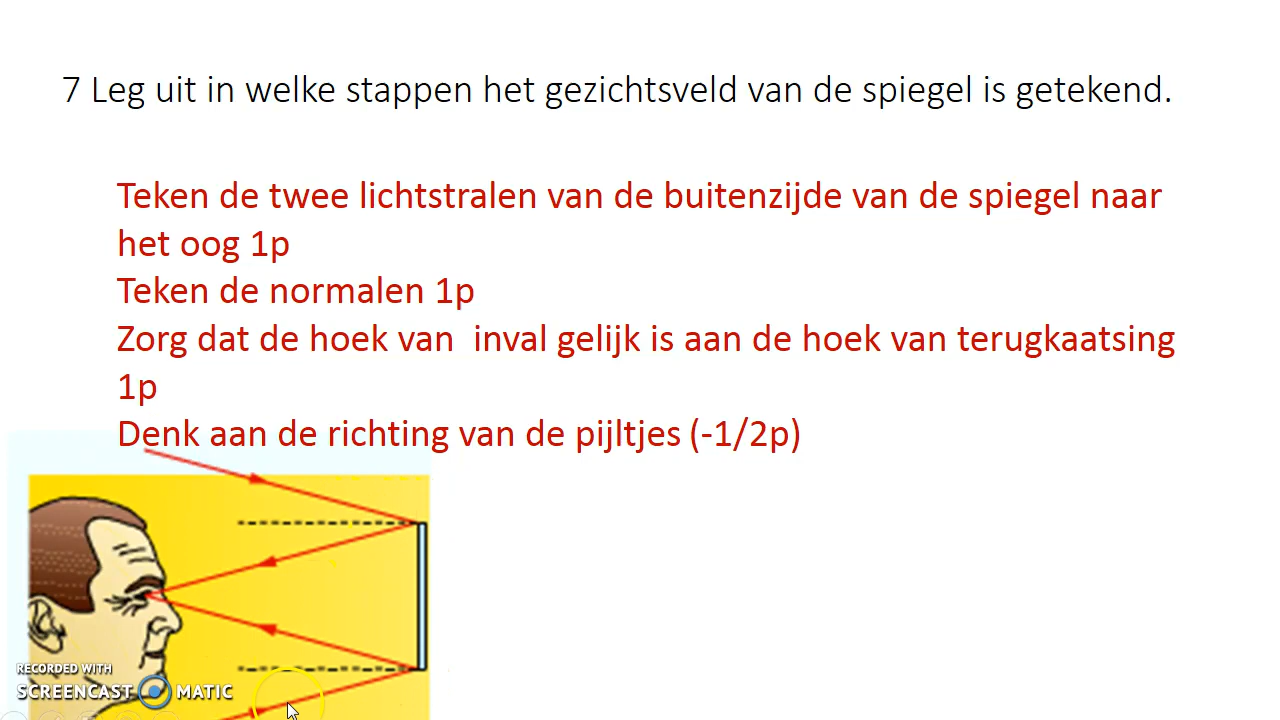 7 Leg uit in welke stappen het gezichtsveld van de spiegel is getekend.
Teken de twee lichtstralen van de buitenzijde van de spiegel naar
het oog 1p
Teken de normalen 1p
Zorg dat de hoek van  inval gelijk is aan de hoek van terugkaatsing
1p
Denk aan de richting van de pijltjes (-1/2p)
RECORDED WITH
SCREENCAST MATIC